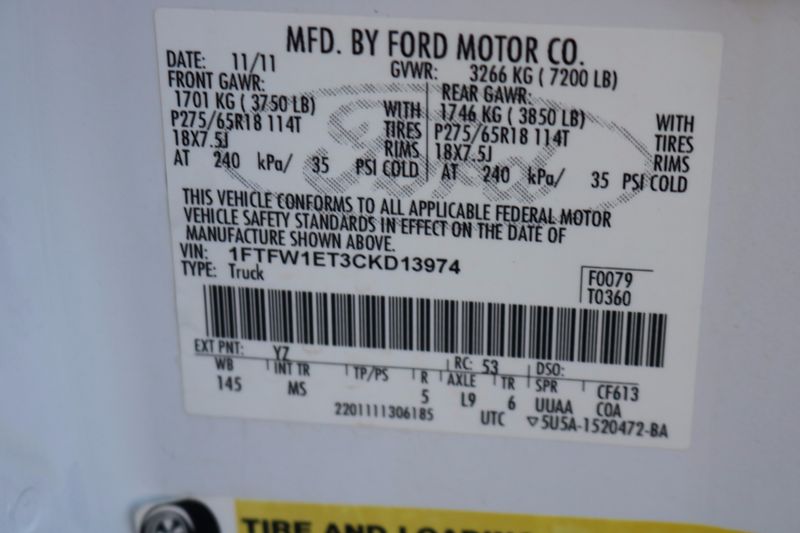 MFD. BY FORD MOTOR CO.
DATE: 11/11 GVWR: 3266 KG ( 7200 LB)
FRONT GAWR: REAR GAWR:
1701 KG ( 3750 LB) WITH 1746 KG ( 3850 LB) WITH
P275/65R18 114T TIRES P275/65R18 114T TIRES
18X7.5J RIMS 18X7.5J RIMS
AT 240 kPa/ 35 PSI COLD AT 240 kPa/ 35 PSI COLD
Ford
THIS VEHICLE CONFORMS TO ALL APPLICABLE FEDERAL MOTOR
VEHICLE SAFETY STANDARDS IN EFFECT ON THE DATE OF
MANUFACTURE SHOWN ABOVE.
VIN: 1FTFW1ET3CKD13974
TYPE: Truck
F0079
T0360
EXT PNT: YZ RC: 53 DSO:
WB INT TR TP/PS R AXLE TR SPR CF613
145 MS 5 L9 6 UUAA COA
2201111306185 UTC ▽5U5A-1520472-BA
TIRE AND LOADING